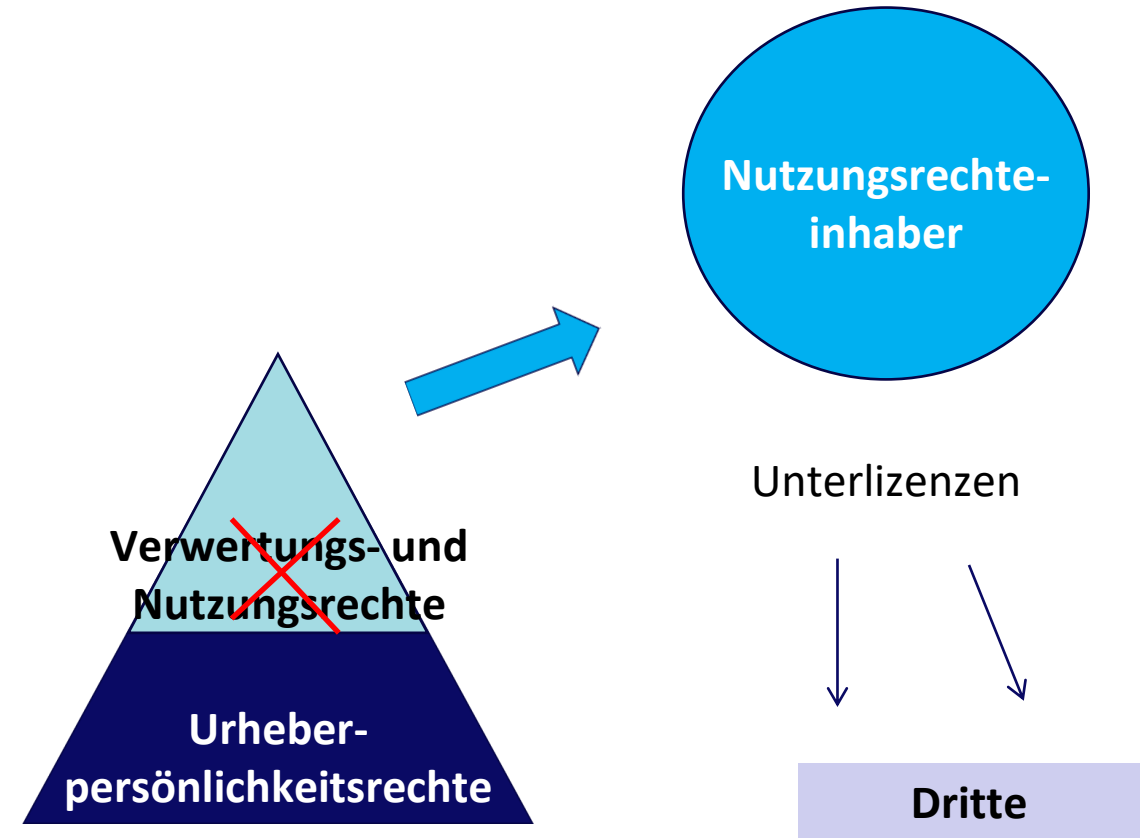 Nutzungsrechte-
inhaber
Unterlizenzen
Verwertungs- und
Nutzungsrechte
Urheber-
persönlichkeitsrechte
Dritte